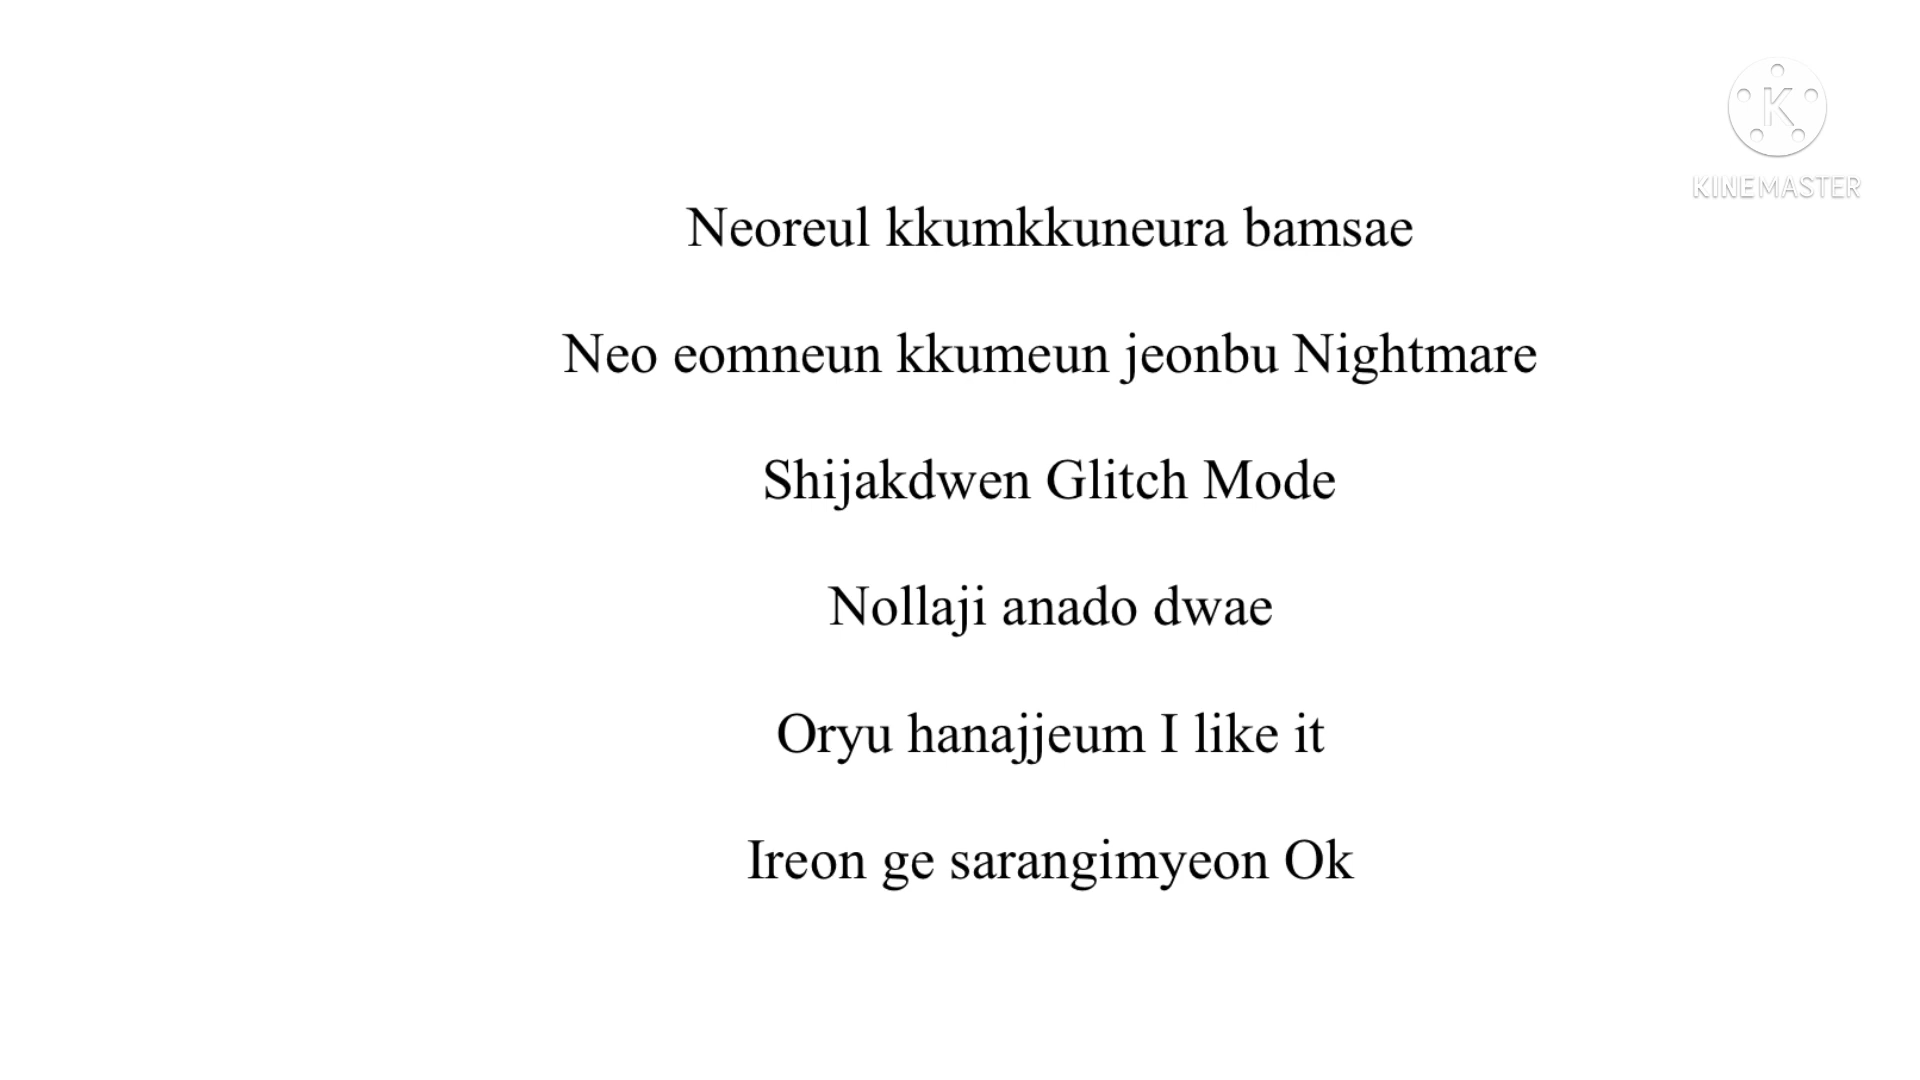 KINEMASTER
Neoreul kkumkkuneura bamsae
Neo eomneun kkumeun jeonbu Nightmare
Shijakdwen Glitch Mode
Nollaji anado dwae
Oryu hanajjeum I like it
Ireon ge sarangimyeon Ok